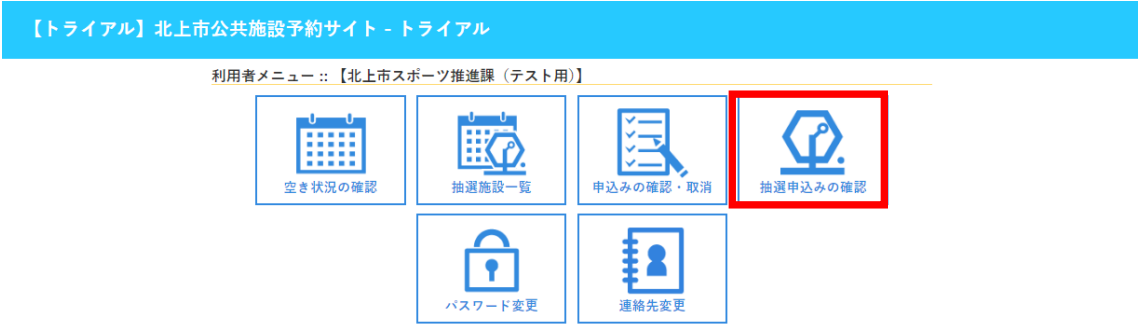 【トライアル】北上市公共施設予約サイト - トライアル
利用者メニュー :: 【北上市スポーツ推進課（テスト用)】
空き状況の確認
抽選施設一覧
申込みの確認・取消
抽選申込みの確認
パスワード変更
連絡先変更